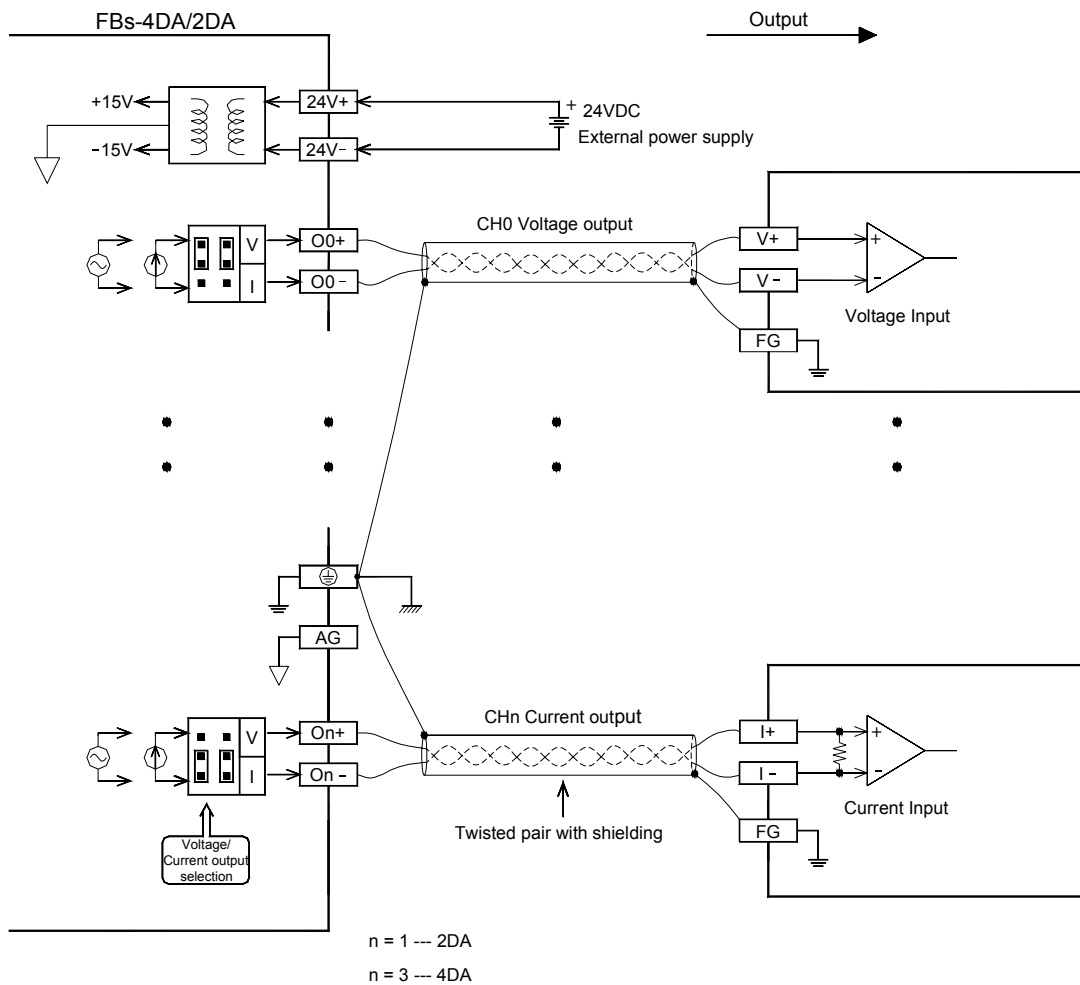 FBs-4DA/2DA
Output
+15V
24V+
+ 24VDC
-15V
24V-
External power supply
CH0 Voltage output
V
O0+
V+
+
I
O0-
V-
-
Voltage Input
FG
AG
CHn Current output
V
On+
I+
+
I
On-
I-
-
Current Input
Twisted pair with shielding
FG
Voltage/
Current output
selection
n = 1 --- 2DA
n = 3 --- 4DA